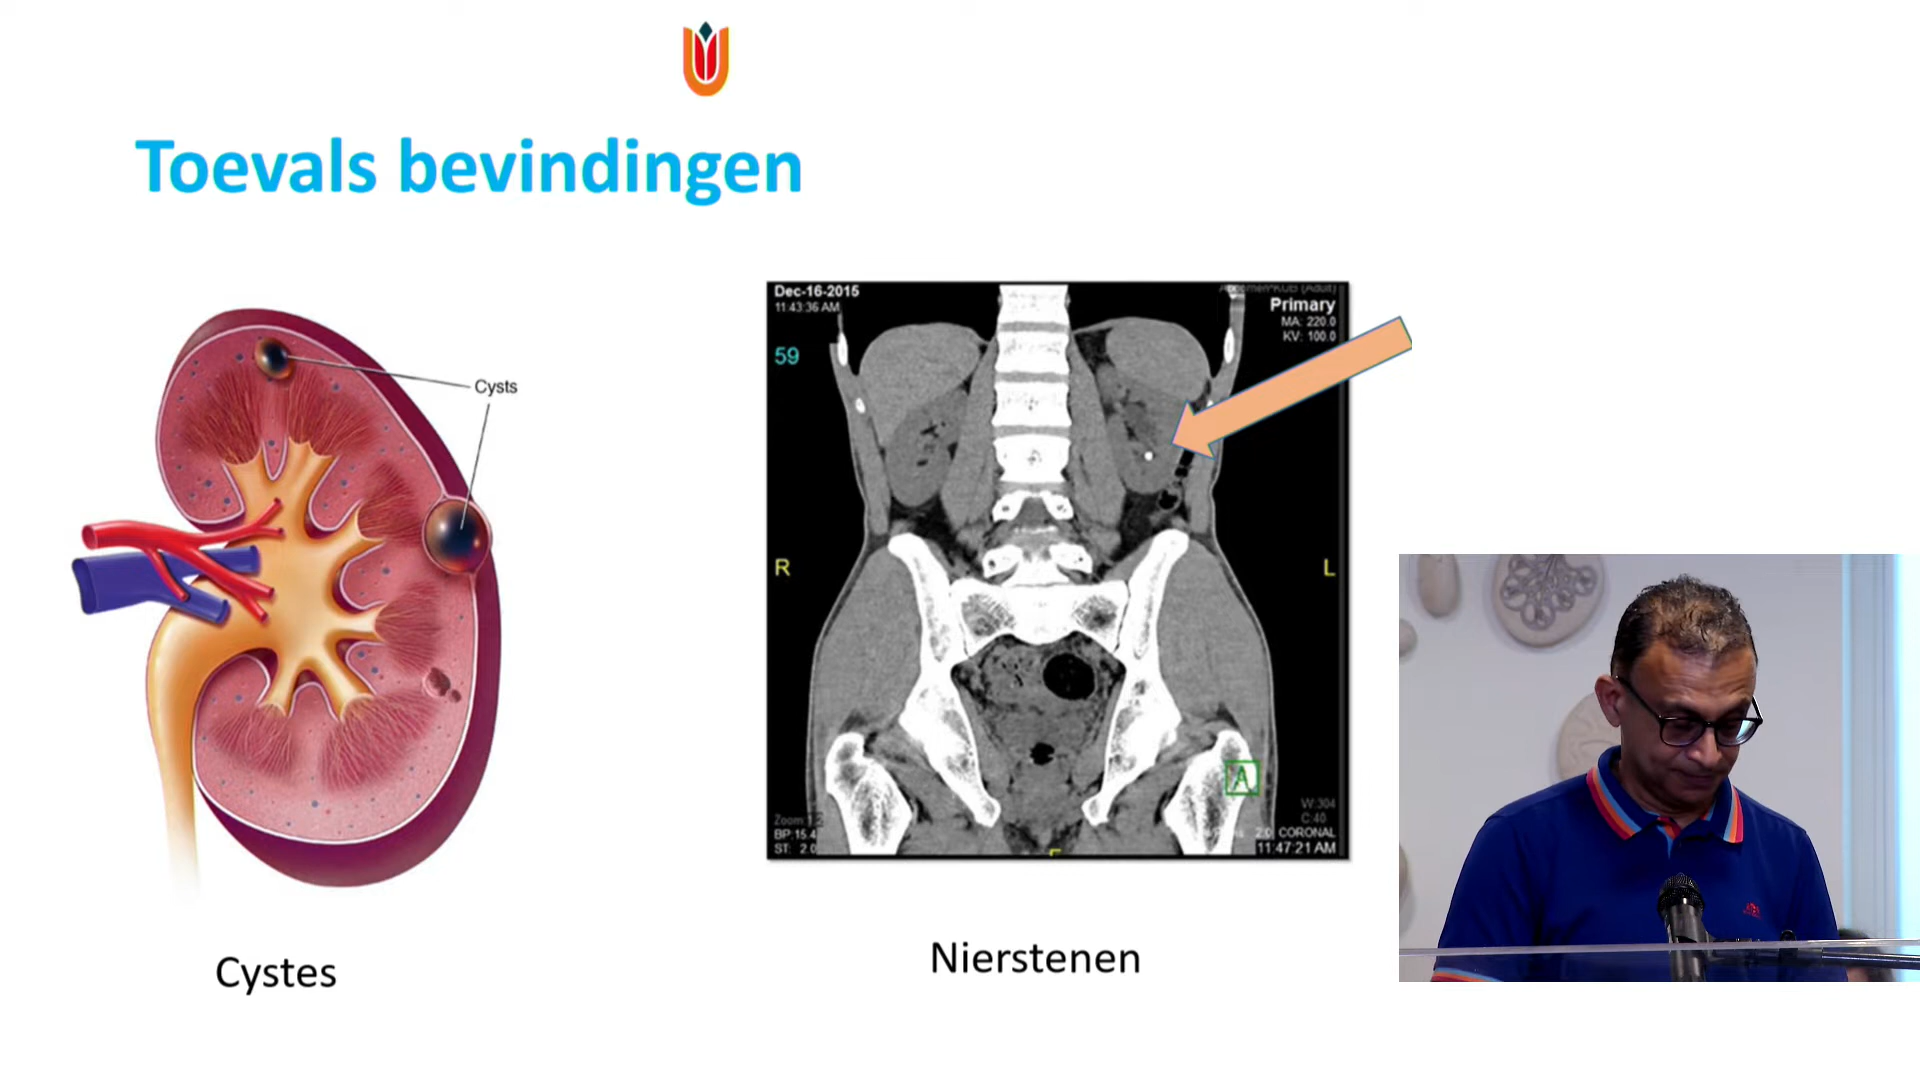 Toevals bevindingen
Cysts
Cystes
Dec-16-2015
11:43:36 AM
Primary
MA: 220.0
KV: 100.0
59
R
L
A
W:304
C:40
Zoom:
BP:15.4
ST: 2.0
2.0 CORONAL
11:47:21 AM
Nierstenen